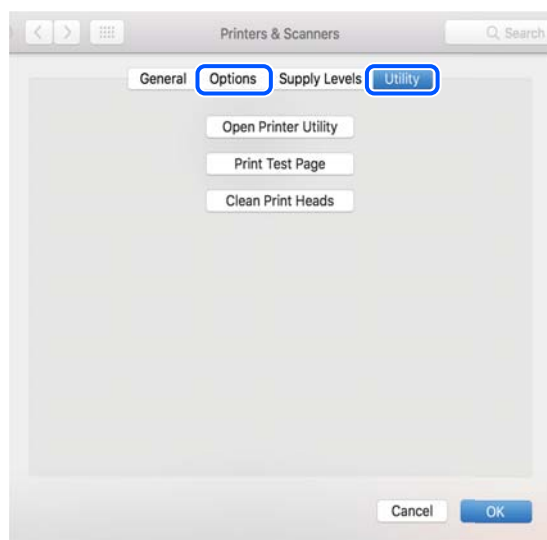 Printers & Scanners Search
General Options Supply Levels Utility
Open Printer Utility
Print Test Page
Clean Print Heads
Cancel OK